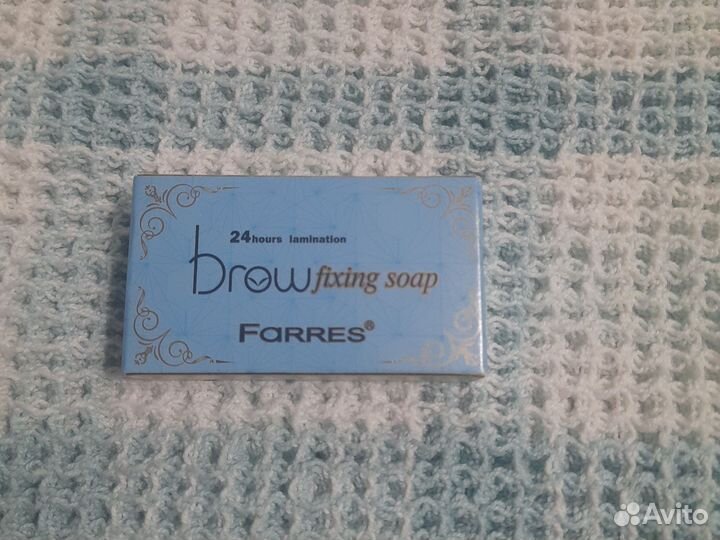 24hours lamination
brow fixing soap
FARRES®
Avito